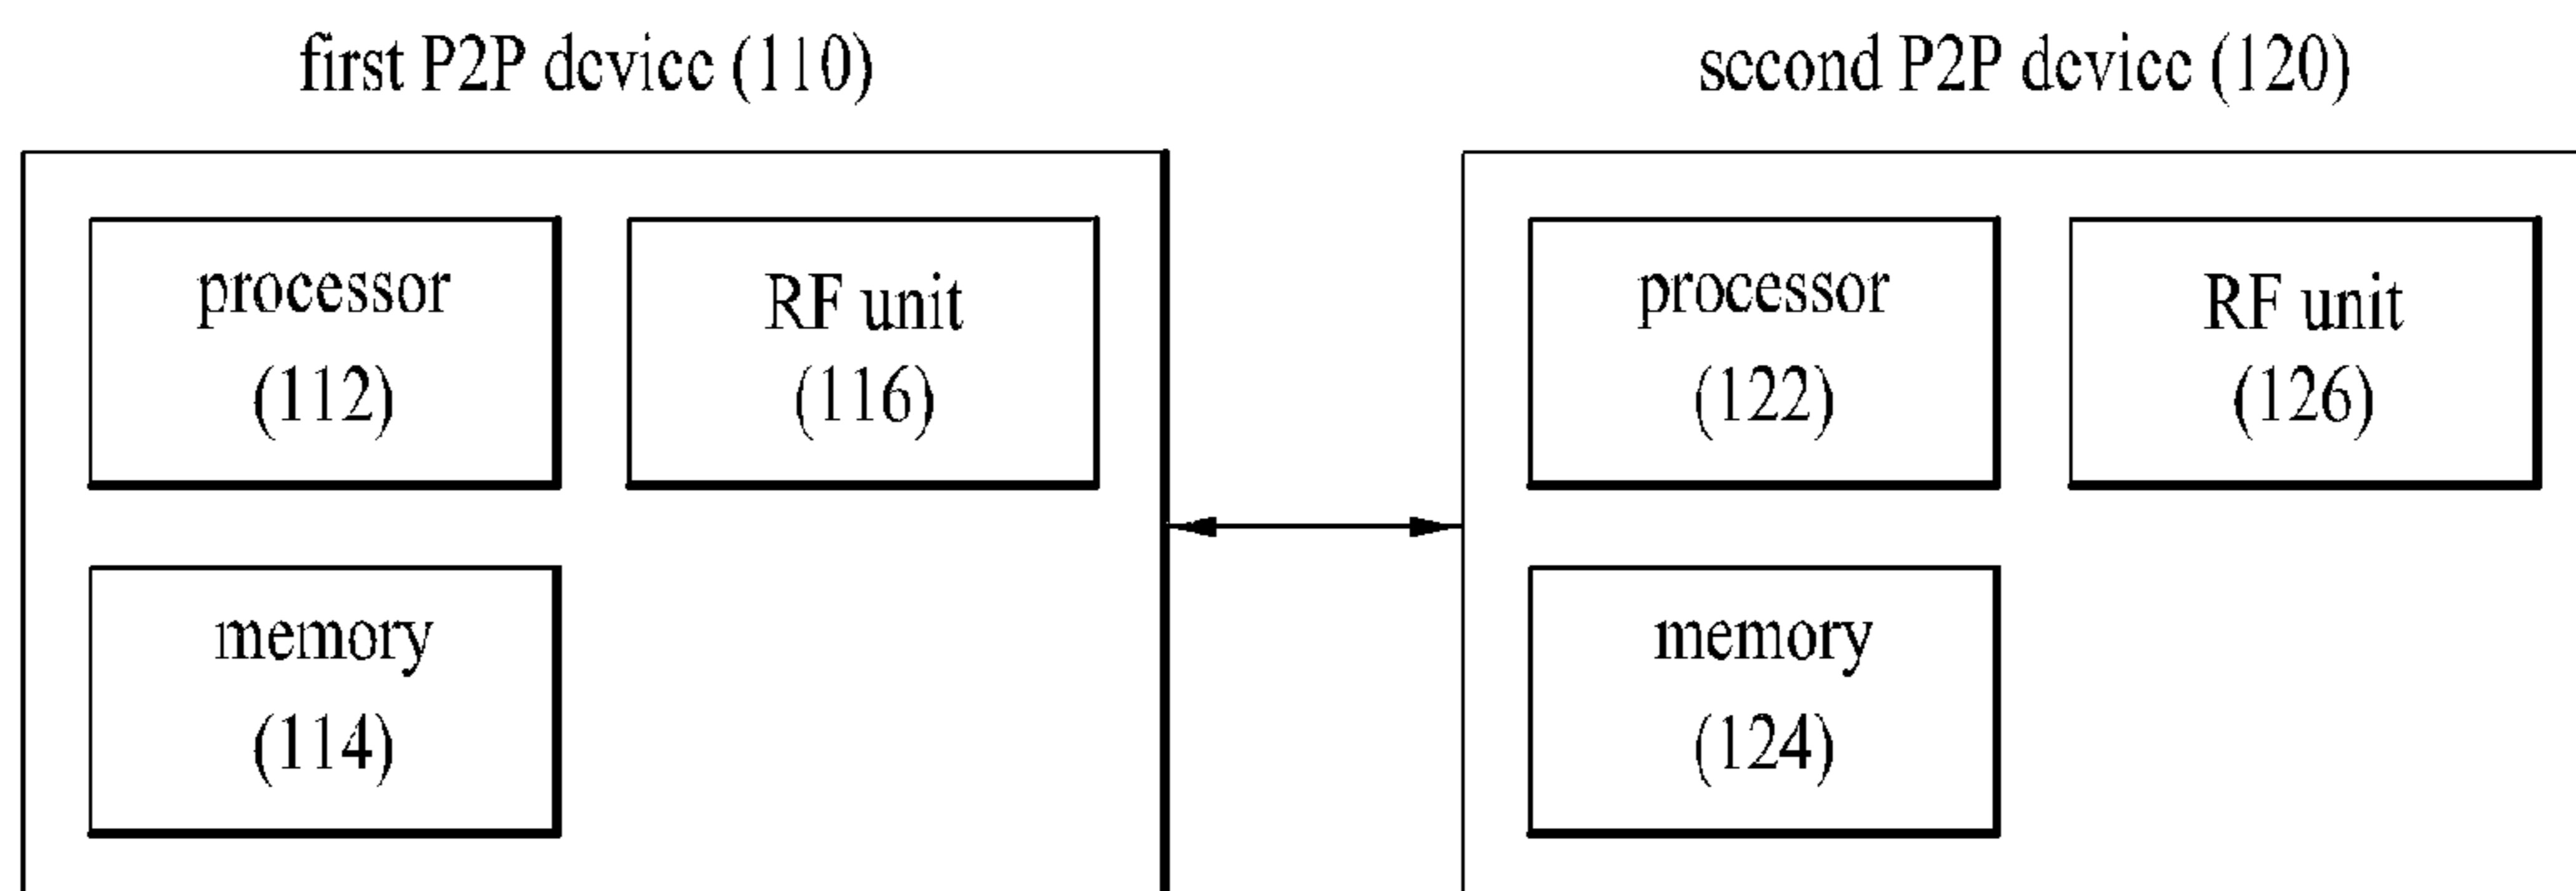 first P2P device (110)
second P2P device (120)
processor
(112)
RF unit
(116)
processor
(122)
RF unit
(126)
memory
(114)
memory
(124)